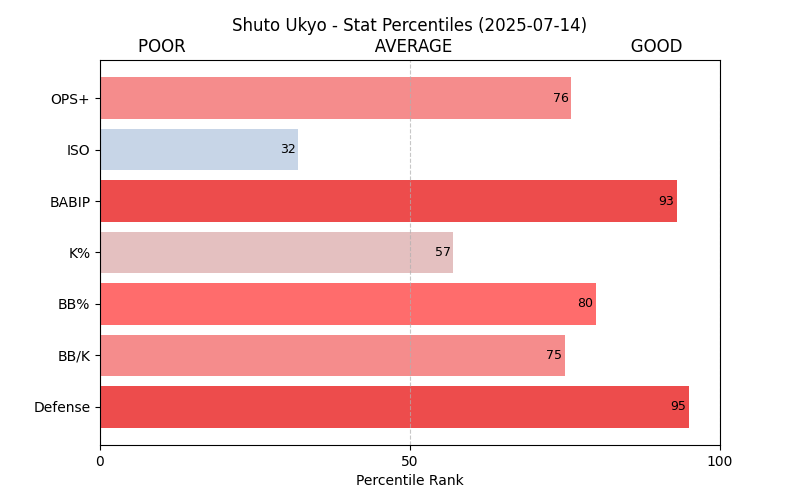 Shuto Ukyo - Stat Percentiles (2025-07-14)
POOR AVERAGE GOOD
OPS+ 76
ISO 32
BABIP 93
K% 57
BB% 80
BB/K 75
Defense 95
0 50 100
Percentile Rank